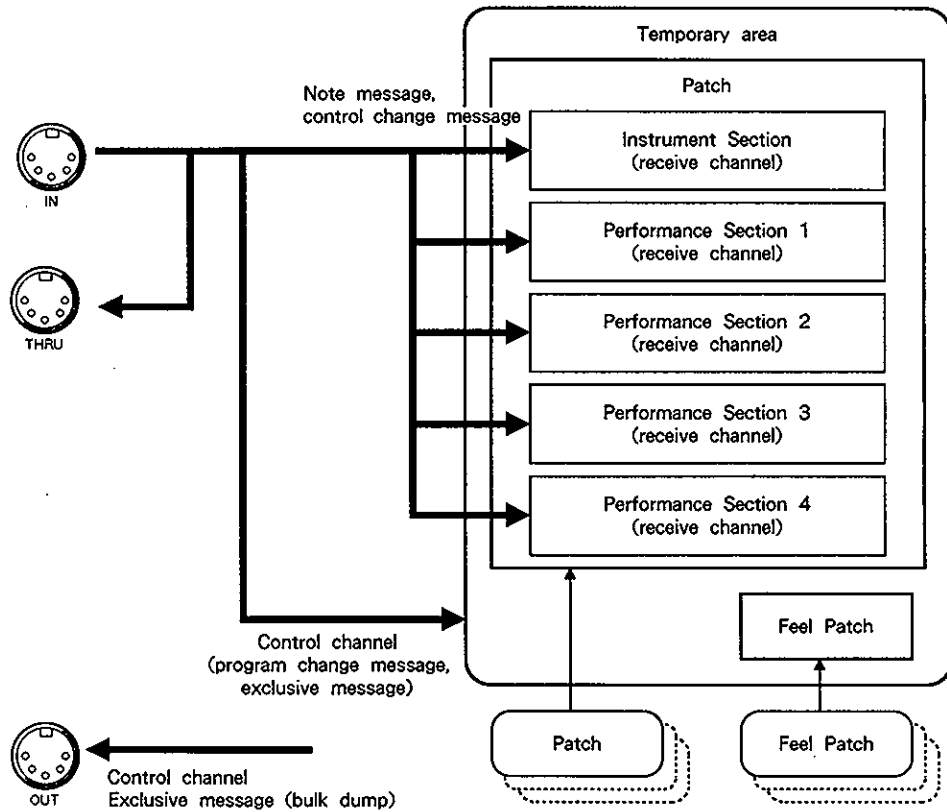 Temporary area
Patch
Note message,
control change message
Instrument Section
(receive channel)
IN
Performance Section 1
(receive channel)
THRU
Performance Section 2
(receive channel)
Performance Section 3
(receive channel)
Performance Section 4
(receive channel)
Feel Patch
Control channel
(program change message,
exclusive message)
Patch
Feel Patch
OUT
Control channel
Exclusive message (bulk dump)